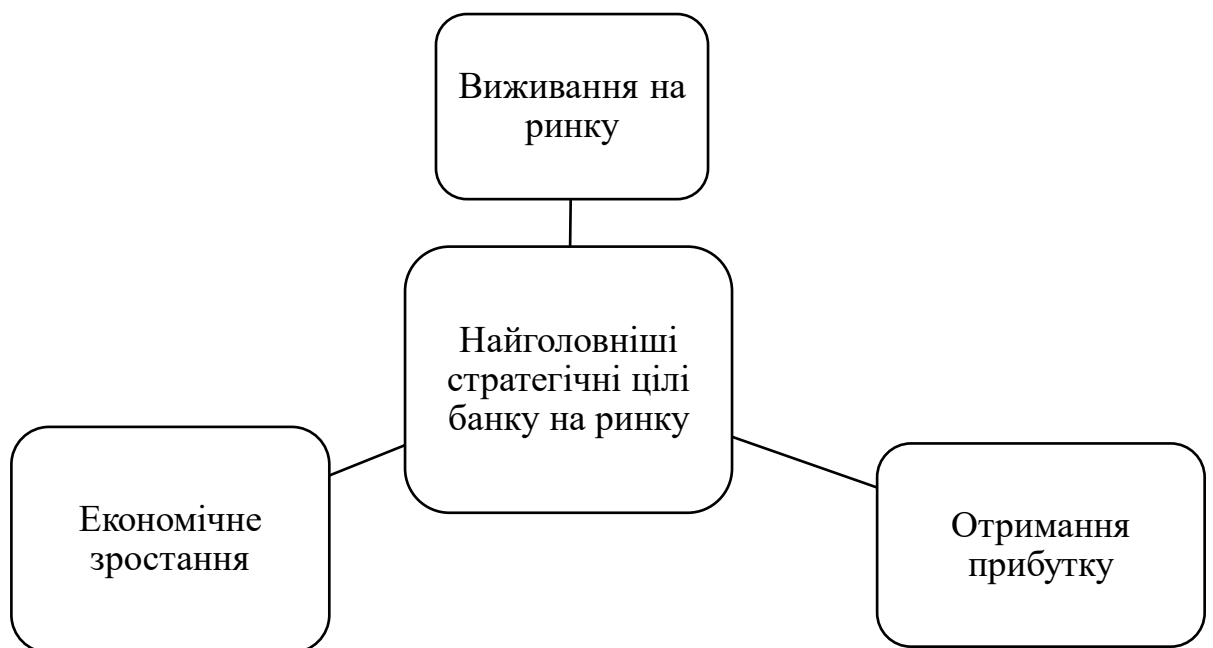 Виживання на
ринку
Найголовніші
стратегічні цілі
банку на ринку
Економічне
зростання
Отримання
прибутку